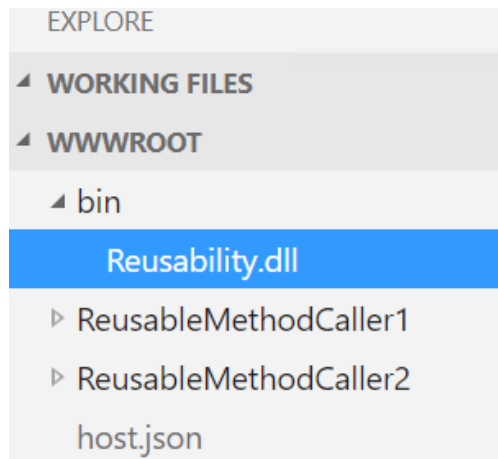 EXPLORE
WORKING FILES
WWWROOT
bin
Reusability.dll
ReusableMethodCaller1
ReusableMethodCaller2
host.json